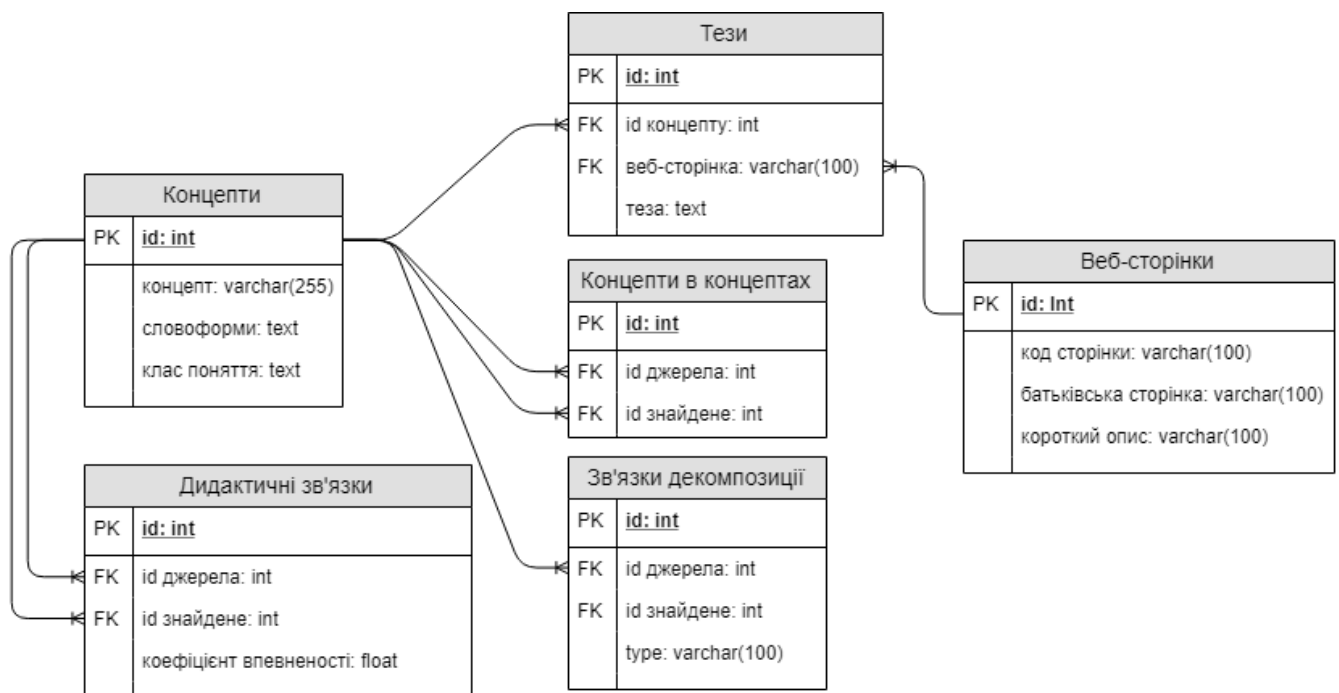 Тези
PK id: int
FK id концепту: int
FK веб-сторінка: varchar(100)
теза: text
Концепти
PK id: int
концепт: varchar(255)
словоформи: text
клас поняття: text
Концепти в концептах
PK id: int
FK id джерела: int
FK id знайдене: int
Веб-сторінки
PK id: Int
код сторінки: varchar(100)
батьківська сторінка: varchar(100)
короткий опис: varchar(100)
Дидактичні зв'язки
PK id: int
FK id джерела: int
FK id знайдене: int
коефіцієнт впевненості: float
Зв'язки декомпозиції
PK id: int
FK id джерела: int
FK id знайдене: int
type: varchar(100)